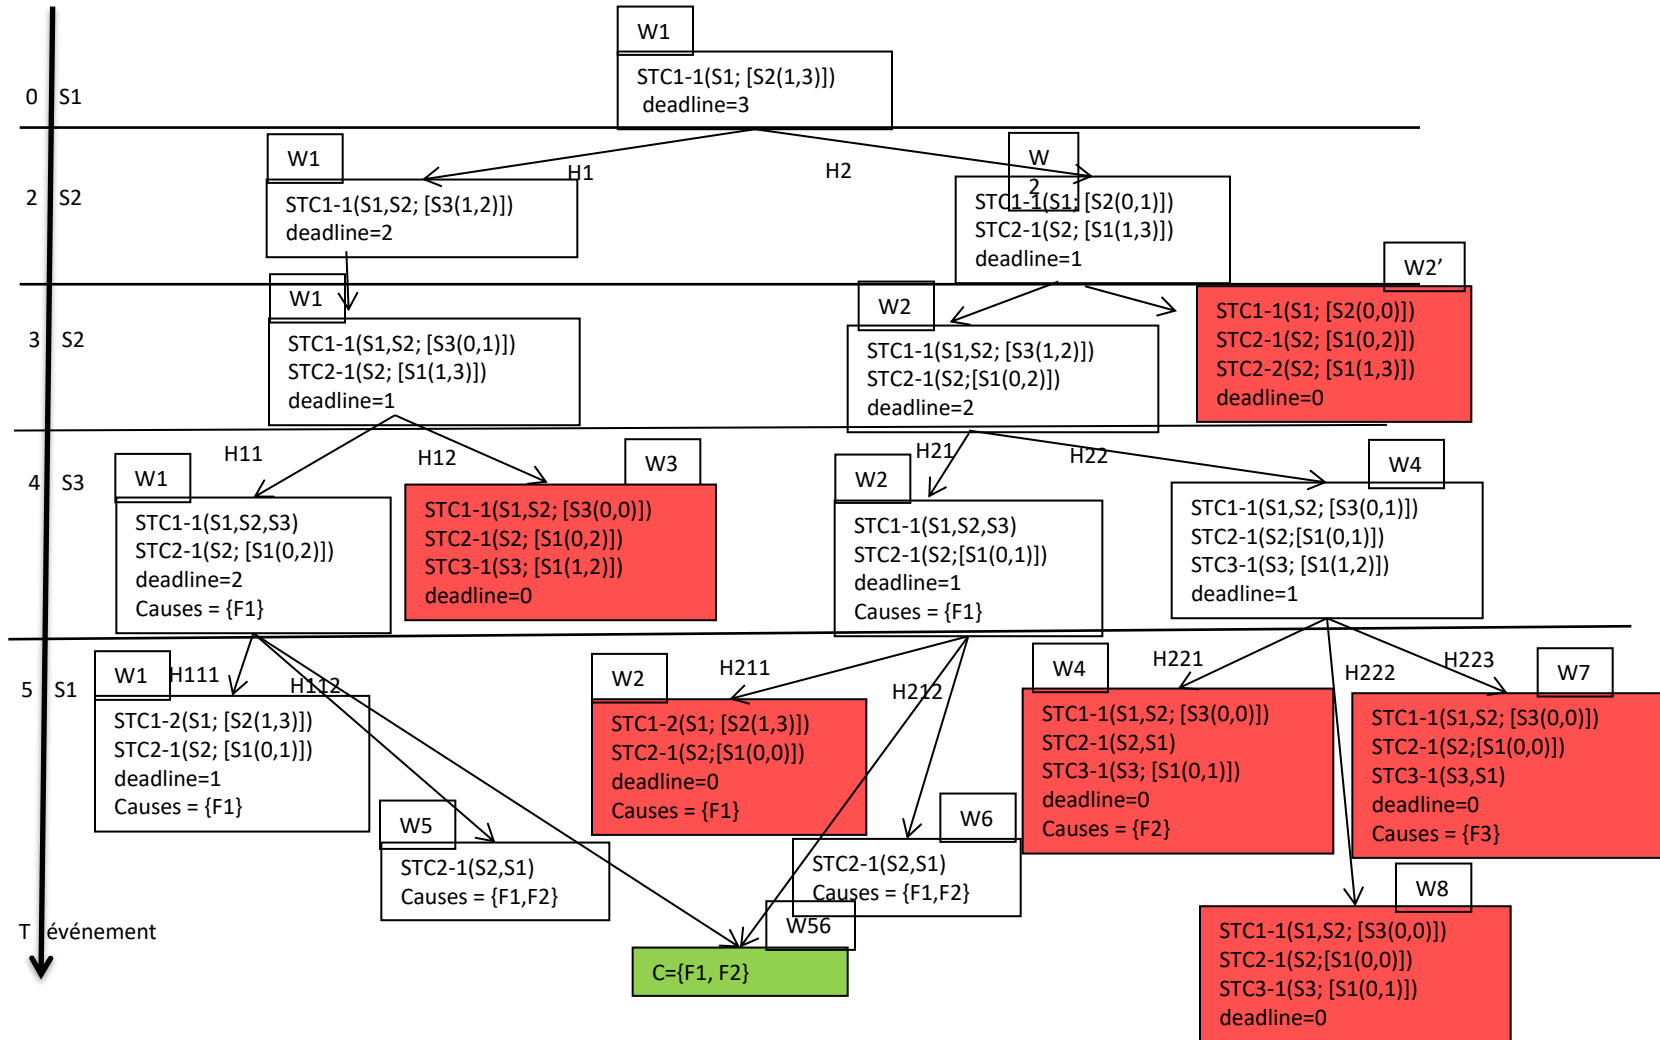 W1
STC1-1(S1; [S2(1,3)])
deadline=3
0 S1
W1
H1
H2
W
2
2 S2
STC1-1(S1,S2; [S3(1,2)])
deadline=2
STC1-1(S1; [S2(0,1)])
STC2-1(S2; [S1(1,3)])
deadline=1
W2’
W1
W2
3 S2
STC1-1(S1,S2; [S3(0,1)])
STC2-1(S2; [S1(1,3)])
deadline=1
STC1-1(S1,S2; [S3(1,2)])
STC2-1(S2;[S1(0,2)])
deadline=2
STC1-1(S1; [S2(0,0)])
STC2-1(S2; [S1(0,2)])
STC2-2(S2; [S1(1,3)])
deadline=0
H11
H12
H21
H22
W1
W3
W2
W4
4 S3
STC1-1(S1,S2,S3)
STC2-1(S2; [S1(0,2)])
deadline=2
Causes = {F1}
STC1-1(S1,S2; [S3(0,0)])
STC2-1(S2; [S1(0,2)])
STC3-1(S3; [S1(1,2)])
deadline=0
STC1-1(S1,S2,S3)
STC2-1(S2;[S1(0,1)])
deadline=1
Causes = {F1}
STC1-1(S1,S2; [S3(0,1)])
STC2-1(S2;[S1(0,1)])
STC3-1(S3; [S1(1,2)])
deadline=1
W1
H111
H112
W2
H211
H212
W4
H221
H222
H223
W7
5 S1
STC1-2(S1; [S2(1,3)])
STC2-1(S2; [S1(0,1)])
deadline=1
Causes = {F1}
STC1-2(S1; [S2(1,3)])
STC2-1(S2;[S1(0,0)])
deadline=0
Causes = {F1}
STC1-1(S1,S2; [S3(0,0)])
STC2-1(S2,S1)
STC3-1(S3; [S1(0,1)])
deadline=0
Causes = {F2}
STC1-1(S1,S2; [S3(0,0)])
STC2-1(S2;[S1(0,0)])
STC3-1(S3,S1)
deadline=0
Causes = {F3}
W5
STC2-1(S2,S1)
Causes = {F1,F2}
W6
STC2-1(S2,S1)
Causes = {F1,F2}
W8
STC1-1(S1,S2; [S3(0,0)])
STC2-1(S2;[S1(0,0)])
STC3-1(S3; [S1(0,1)])
deadline=0
W56
C={F1, F2}
T événement